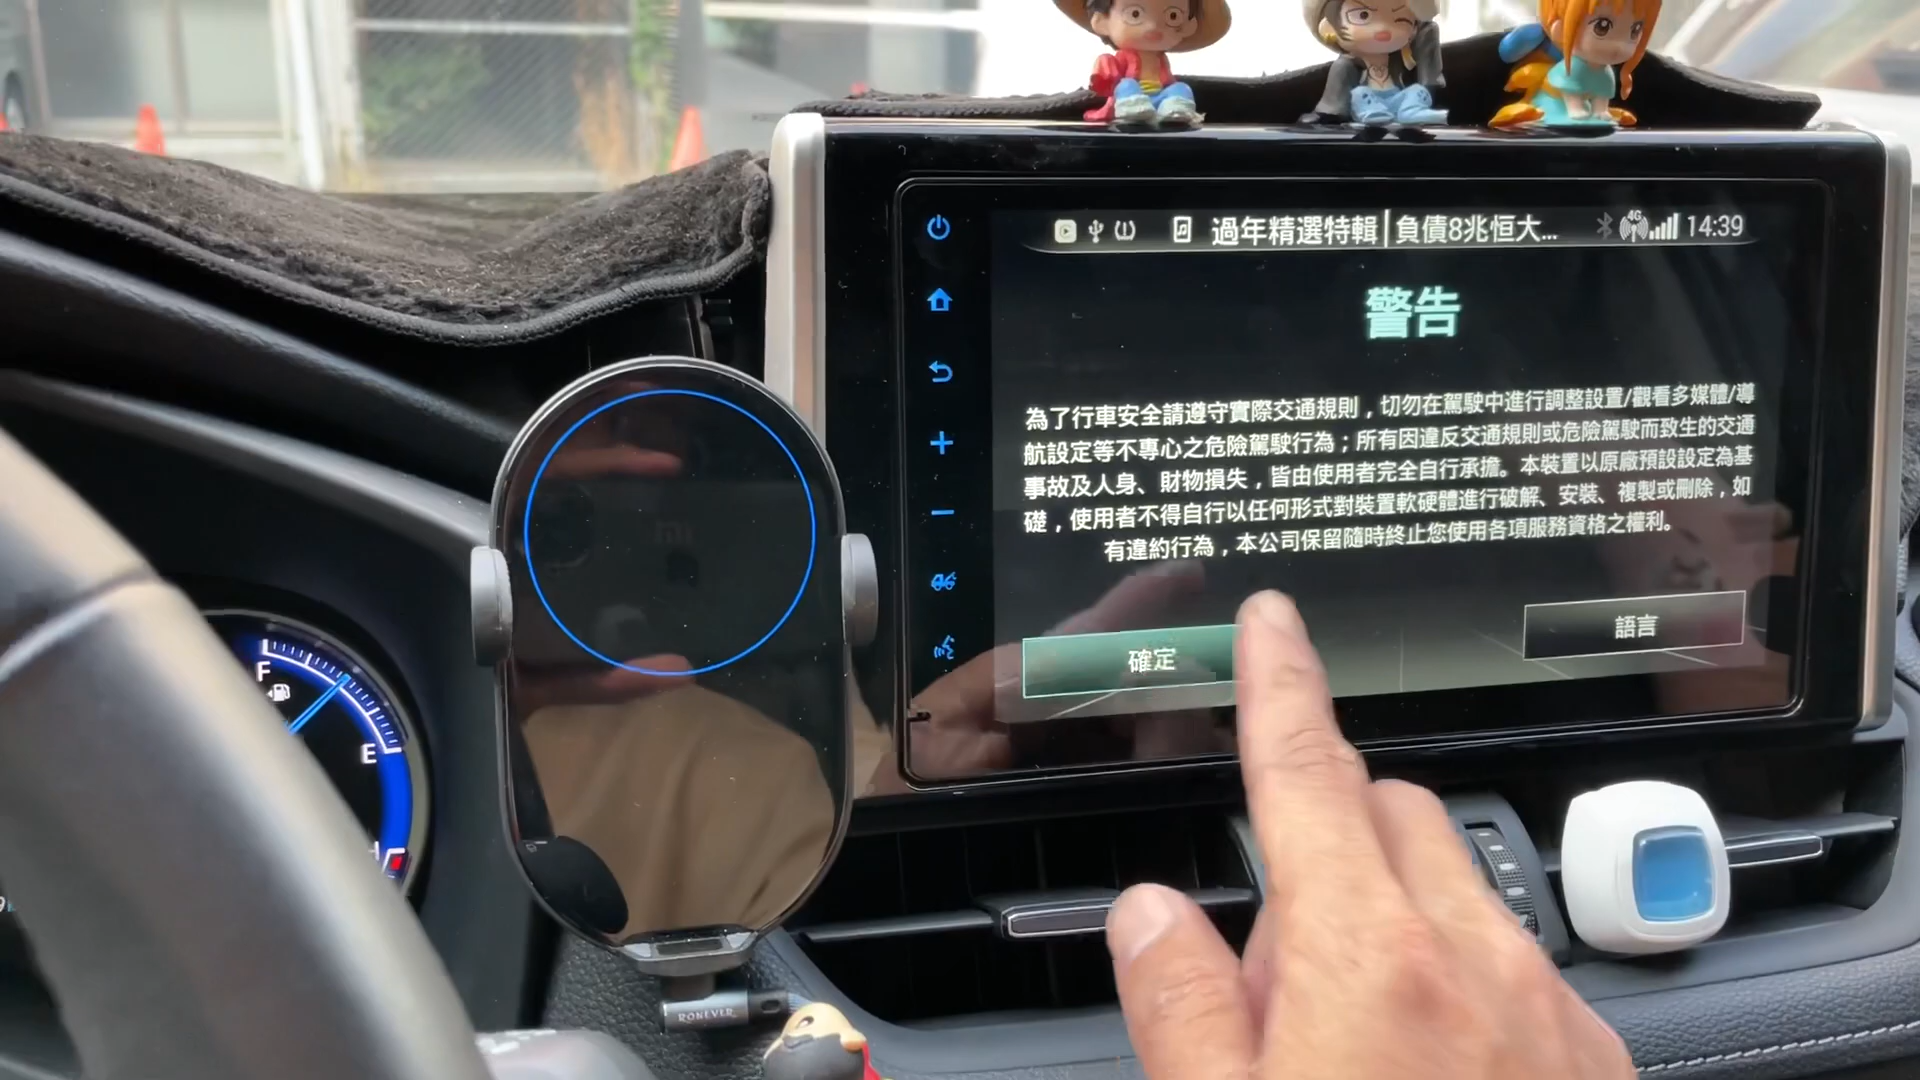 過年精選特輯|負債8兆恒大... 4G 14:39
警告
為了行車安全請遵守實際交通規則，切勿在駕駛中進行調整設置/觀看多媒體/導
航設定等不專心之危險駕駛行為；所有因違反交通規則或危險駕駛而致生的交通
事故及人身、財物損失，皆由使用者完全自行承擔。本裝置以原廠預設設定為基
礎，使用者不得自行以任何形式對裝置軟硬體進行破解、安裝、複製或刪除，如
有違約行為，本公司保留隨時終止您使用各項服務資格之權利。
確定
語言
mi
F
E
H
RONEVER